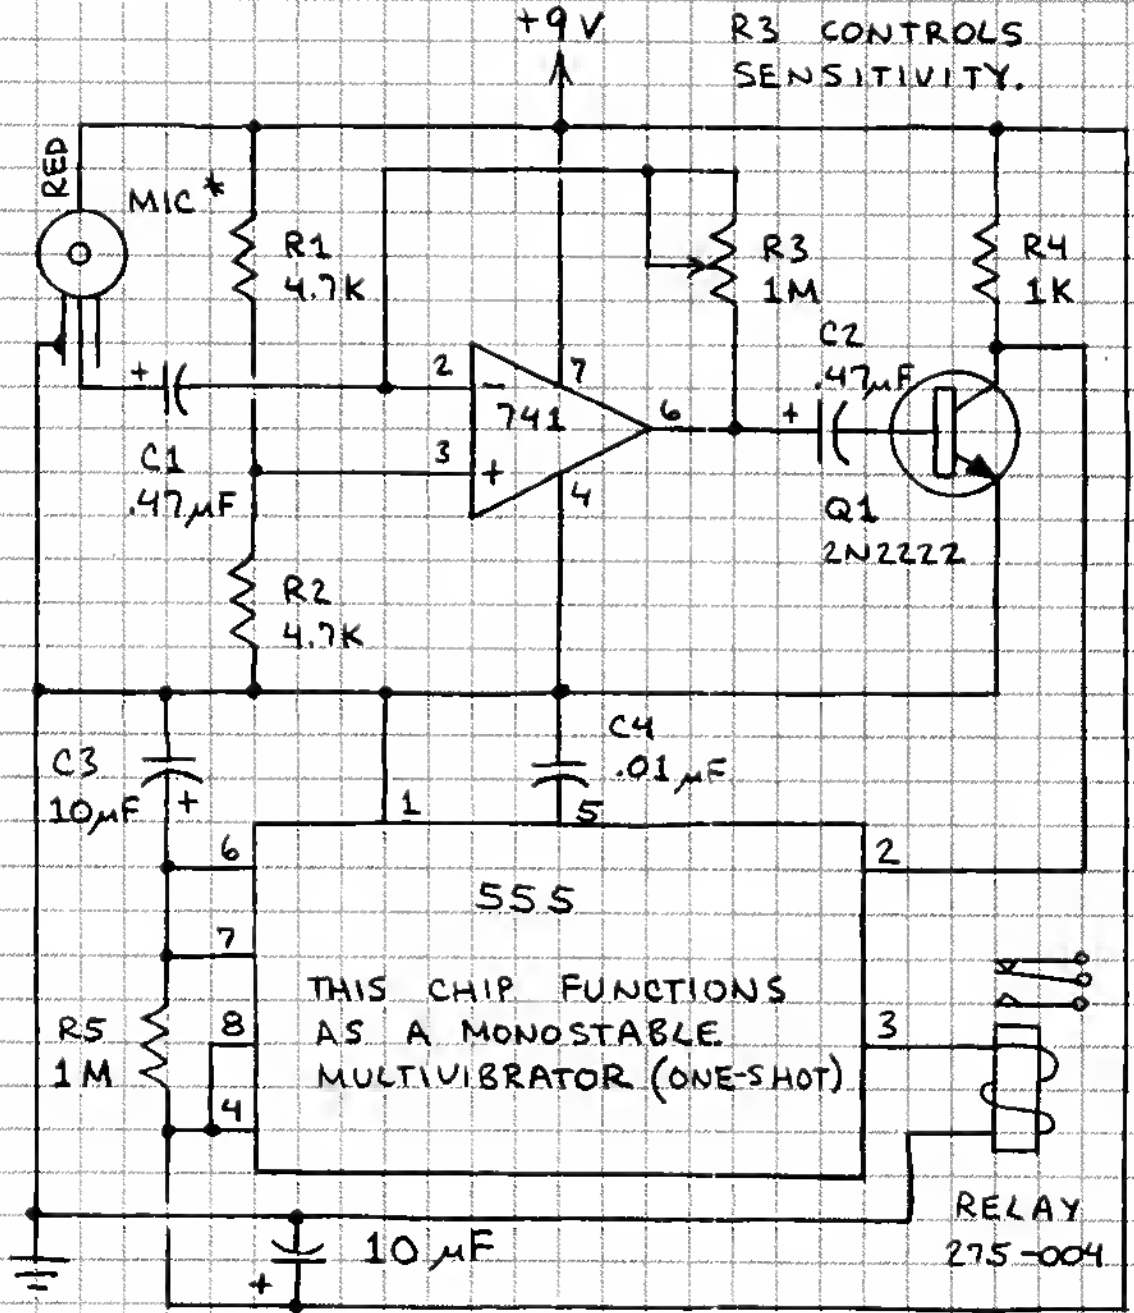 +9V
R3 CONTROLS
SENSITIVITY.
RED
MIC*
R1
4.7K
R3
1M
R4
1K
C2
.47µF
+
2
-
7
741
6
+
3
+
4
C1
.47µF
Q1
2N2222
R2
4.7K
C4
.01µF
C3
10µF
+
1
5
6
2
555
7
THIS CHIP FUNCTIONS
AS A MONOSTABLE
MULTIVIBRATOR (ONE-SHOT)
8
3
R5
1M
4
RELAY
275-004
10µF
+